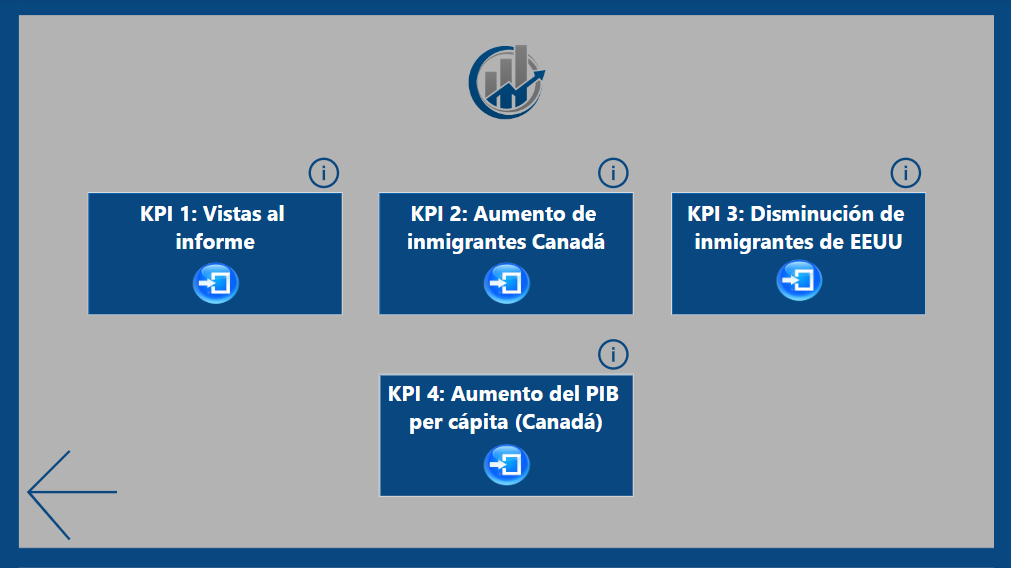 i
i
i
KPI 1: Vistas al
informe
KPI 2: Aumento de
inmigrantes Canadá
KPI 3: Disminución de
inmigrantes de EEUU
i
KPI 4: Aumento del PIB
per cápita (Canadá)